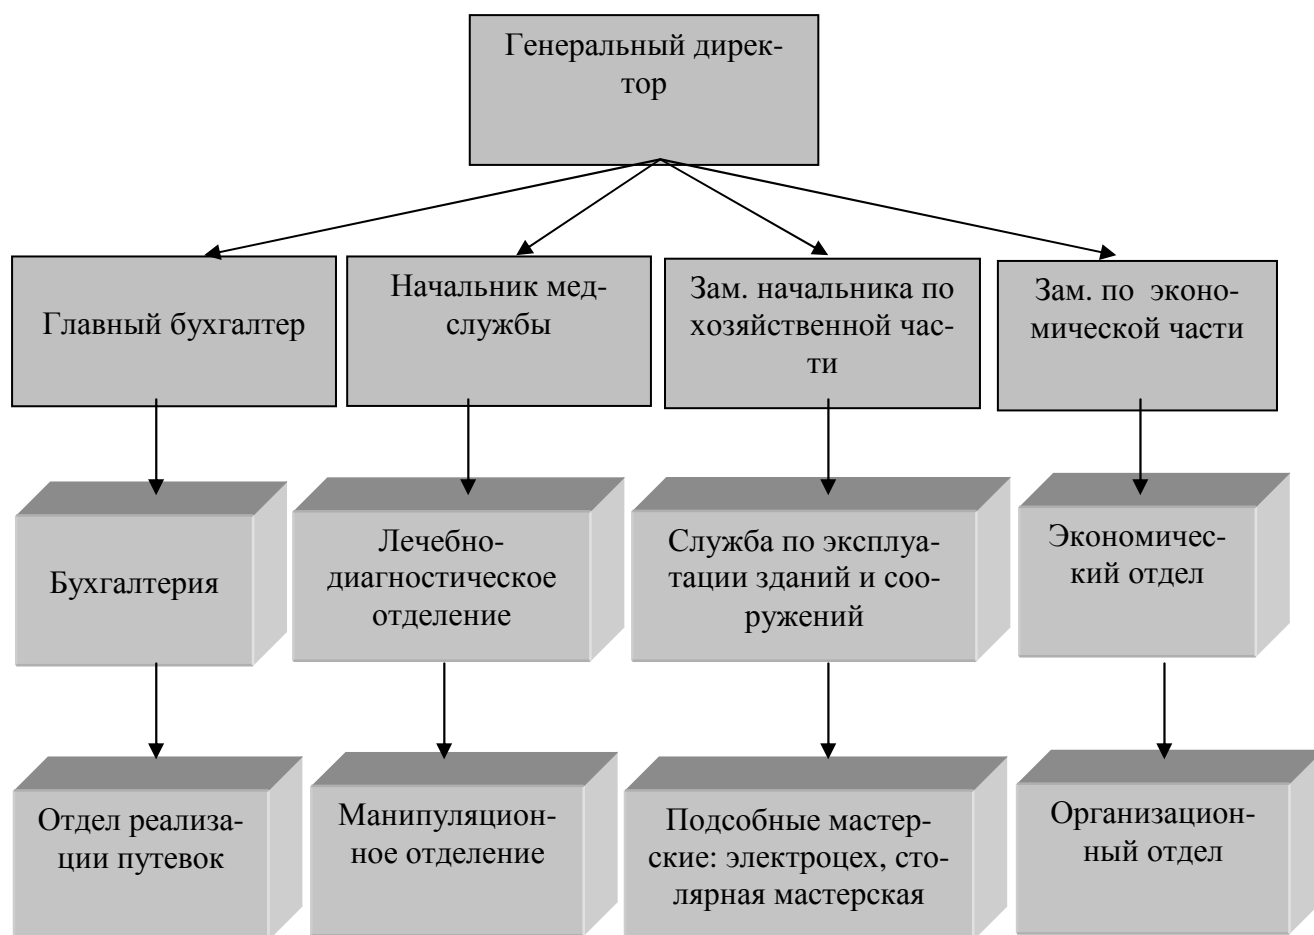 Генеральный дирек-
тор
Главный бухгалтер
Начальник мед-
службы
Зам. начальника по
хозяйственной час-
ти
Зам. по  эконо-
мической части
Бухгалтерия
Лечебно-
диагностическое
отделение
Служба по эксплуа-
тации зданий и соо-
ружений
Экономичес-
кий отдел
Отдел реализа-
ции путевок
Манипуляцион-
ное отделение
Подсобные мастер-
ские: электроцех, сто-
лярная мастерская
Организацион-
ный отдел